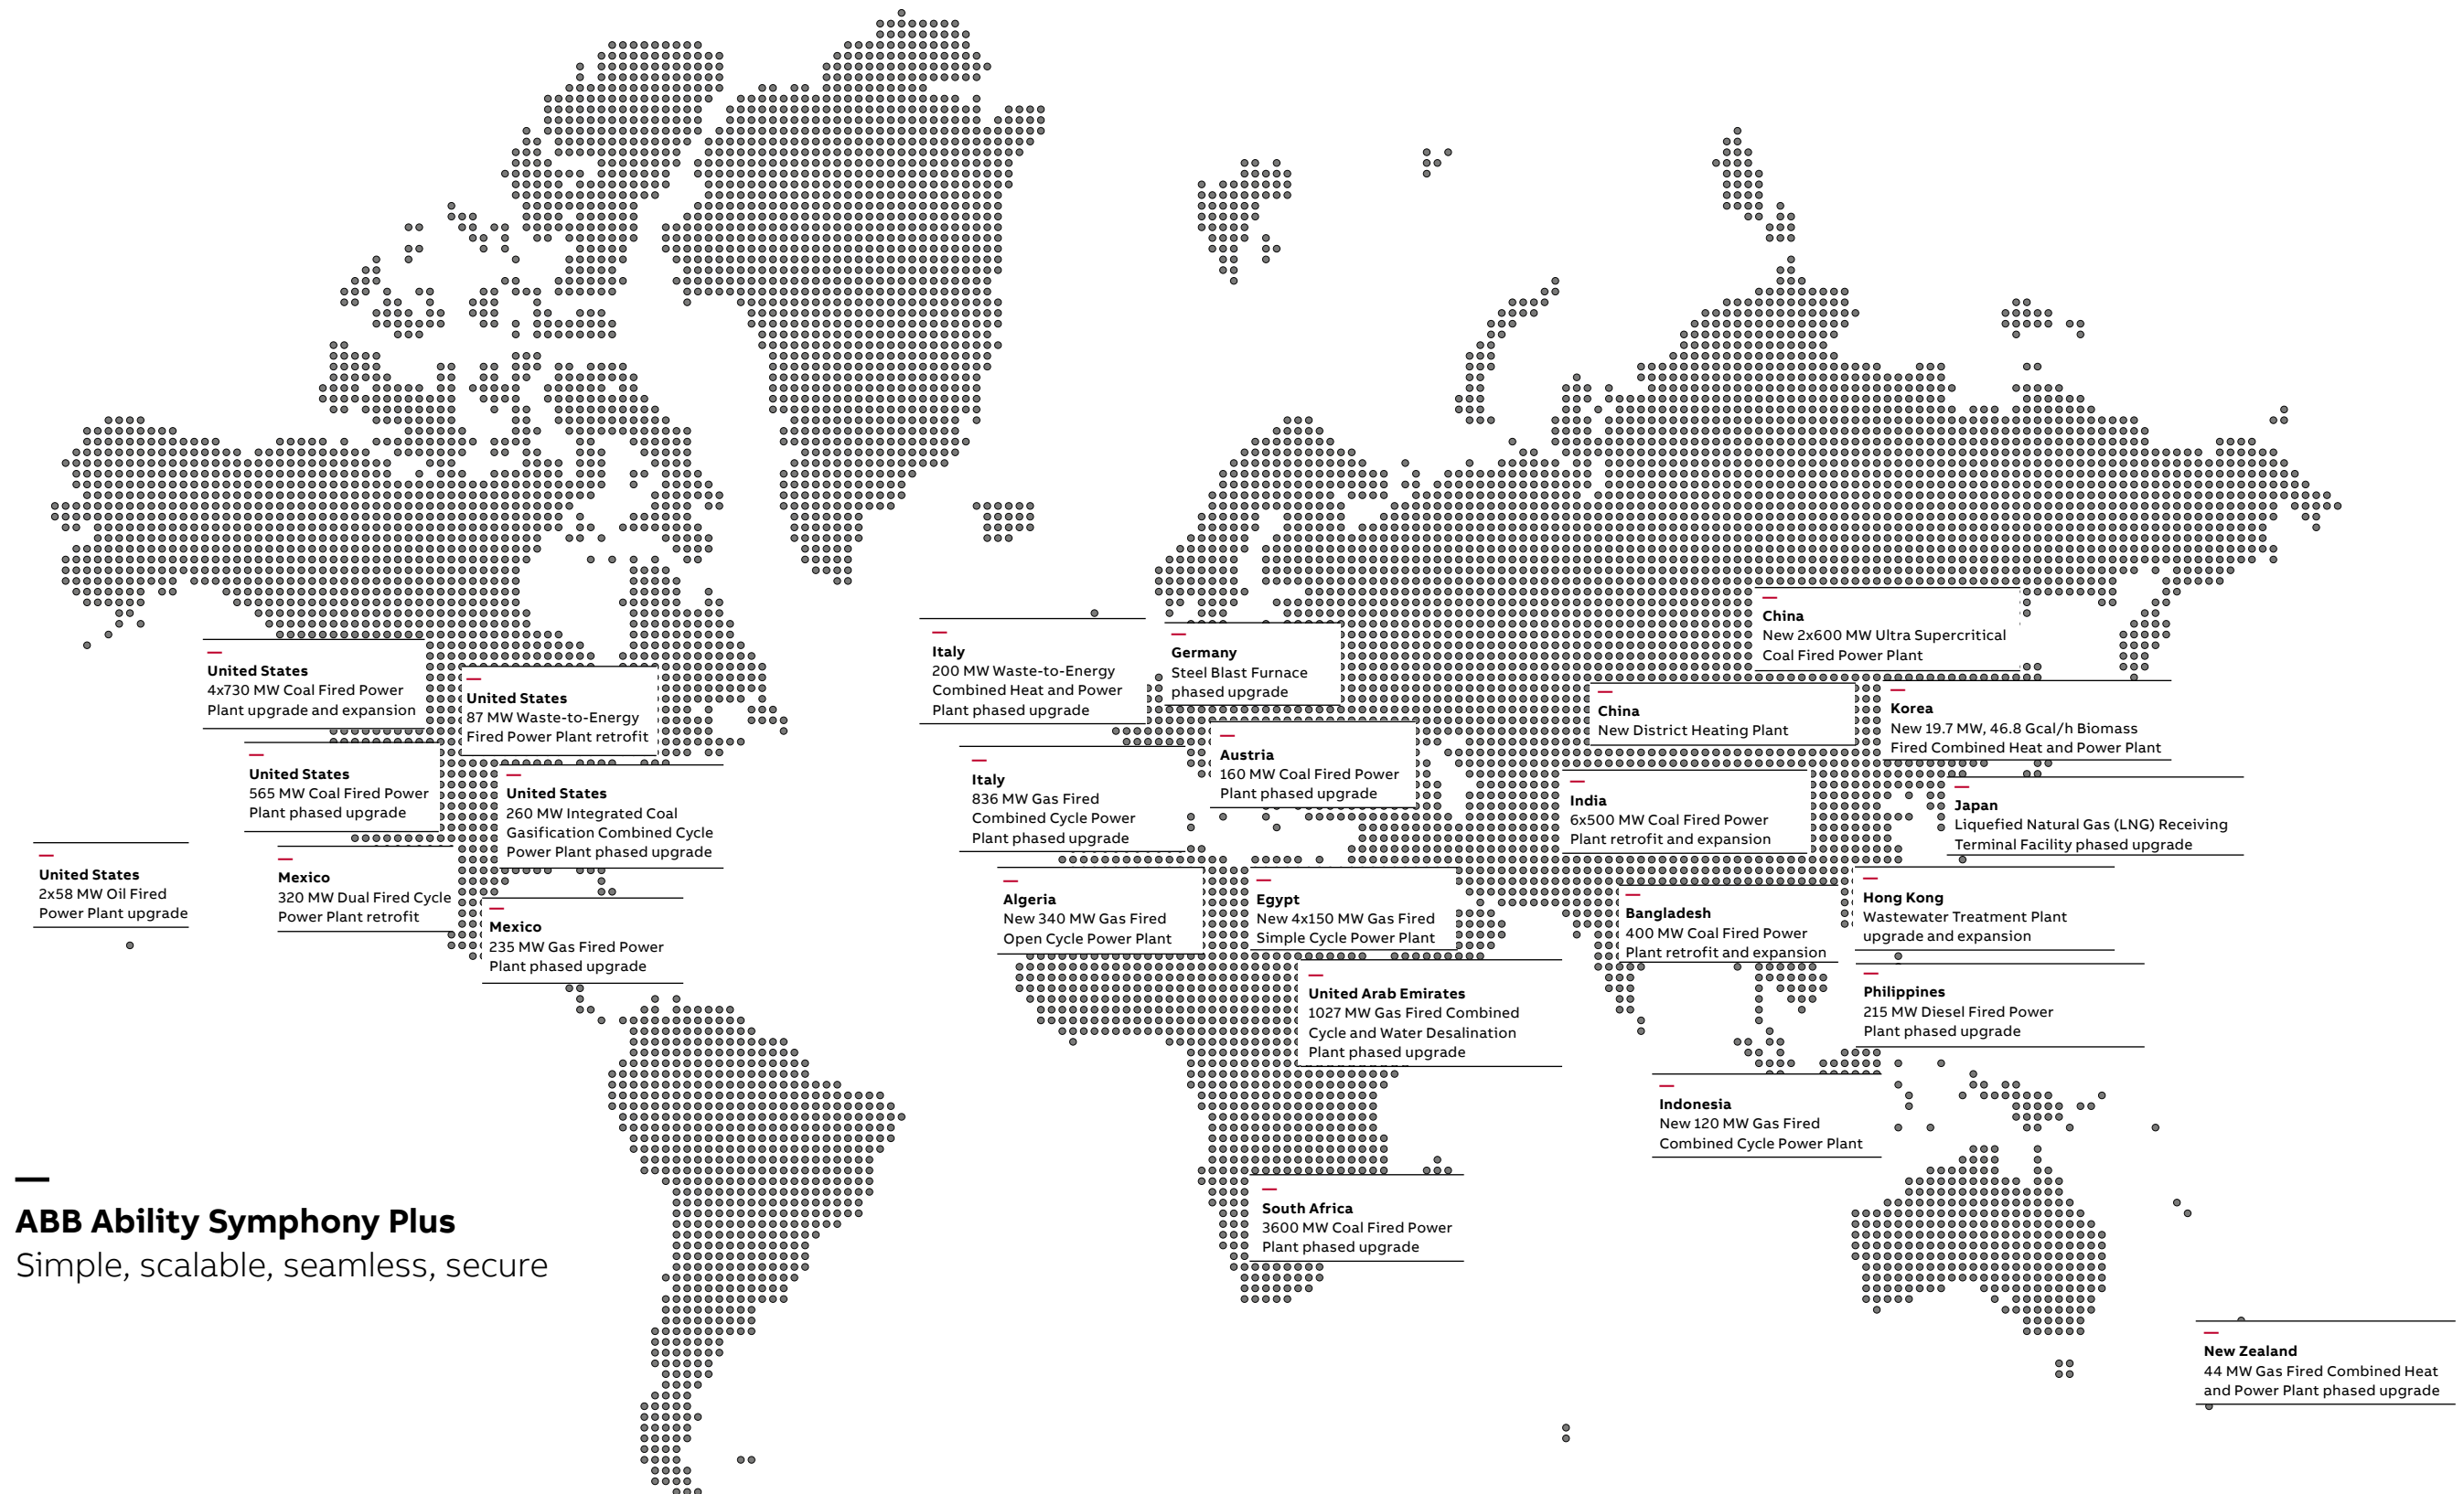 United States
4x730 MW Coal Fired Power
Plant upgrade and expansion
United States
87 MW Waste-to-Energy
Fired Power Plant retrofit
United States
565 MW Coal Fired Power
Plant phased upgrade
United States
260 MW Integrated Coal
Gasification Combined Cycle
Power Plant phased upgrade
United States
2x58 MW Oil Fired
Power Plant upgrade
Mexico
320 MW Dual Fired Cycle
Power Plant retrofit
Mexico
235 MW Gas Fired Power
Plant phased upgrade
Italy
200 MW Waste-to-Energy
Combined Heat and Power
Plant phased upgrade
Germany
Steel Blast Furnace
phased upgrade
Italy
836 MW Gas Fired
Combined Cycle Power
Plant phased upgrade
Austria
160 MW Coal Fired Power
Plant phased upgrade
Algeria
New 340 MW Gas Fired
Open Cycle Power Plant
Egypt
New 4x150 MW Gas Fired
Simple Cycle Power Plant
United Arab Emirates
1027 MW Gas Fired Combined
Cycle and Water Desalination
Plant phased upgrade
South Africa
3600 MW Coal Fired Power
Plant phased upgrade
China
New 2x600 MW Ultra Supercritical
Coal Fired Power Plant
China
New District Heating Plant
Korea
New 19.7 MW, 46.8 Gcal/h Biomass
Fired Combined Heat and Power Plant
India
6x500 MW Coal Fired Power
Plant retrofit and expansion
Japan
Liquefied Natural Gas (LNG) Receiving
Terminal Facility phased upgrade
Bangladesh
400 MW Coal Fired Power
Plant retrofit and expansion
Hong Kong
Wastewater Treatment Plant
upgrade and expansion
Philippines
215 MW Diesel Fired Power
Plant phased upgrade
Indonesia
New 120 MW Gas Fired
Combined Cycle Power Plant
New Zealand
44 MW Gas Fired Combined Heat
and Power Plant phased upgrade
ABB Ability Symphony Plus
Simple, scalable, seamless, secure